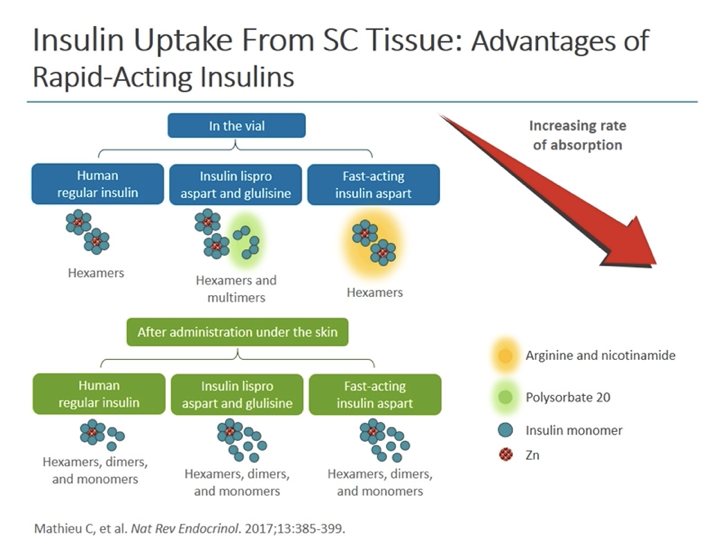 Insulin Uptake From SC Tissue: Advantages of
Rapid-Acting Insulins
In the vial
Increasing rate
of absorption
Human
regular insulin
Insulin lispro
aspart and glulisine
Fast-acting
insulin aspart
Hexamers
Hexamers and
multimers
Hexamers
After administration under the skin
Human
regular insulin
Insulin lispro
aspart and glulisine
Fast-acting
insulin aspart
Hexamers, dimers,
and monomers
Hexamers, dimers,
and monomers
Hexamers, dimers,
and monomers
Arginine and nicotinamide
Polysorbate 20
Insulin monomer
Zn
Mathieu C, et al. Nat Rev Endocrinol. 2017;13:385-399.